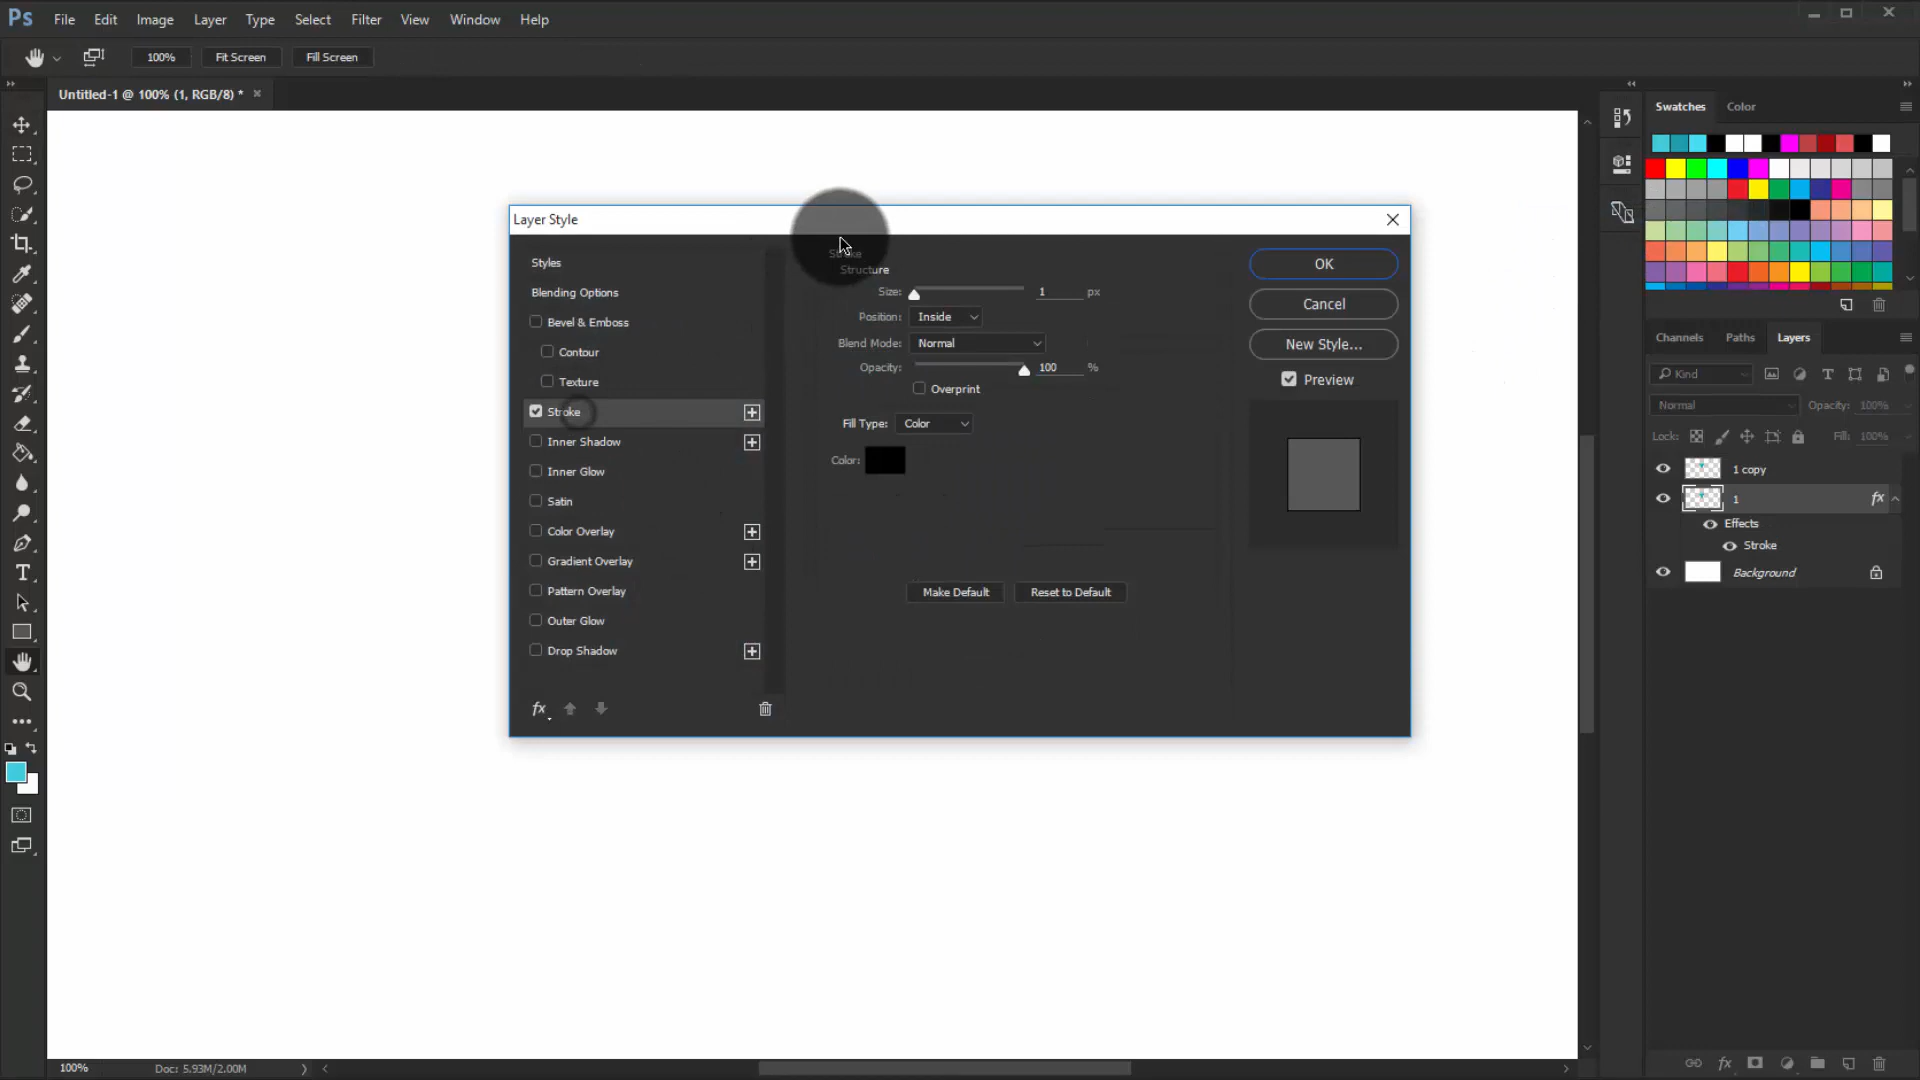 Ps File Edit Image Layer Type Select Filter View Window Help
100% Fit Screen Fill Screen
Untitled-1 @ 100% (1, RGB/8) * ×
Swatches Color
Layer Style
Styles
Blending Options
Bevel & Emboss
Contour
Texture
Stroke
Inner Shadow
Inner Glow
Satin
Color Overlay
Gradient Overlay
Pattern Overlay
Outer Glow
Drop Shadow
fx
Stroke
Structure
Size: 1 px
Position: Inside
Blend Mode: Normal
Opacity: 100 %
Overprint
Fill Type: Color
Color:
Make Default Reset to Default
OK
Cancel
New Style...
Preview
Channels Paths Layers
Kind
Normal Opacity: 100%
Lock: Fill: 100%
1 copy
1 fx
Effects
Stroke
Background
fx
100% Doc: 5.93M/2.00M